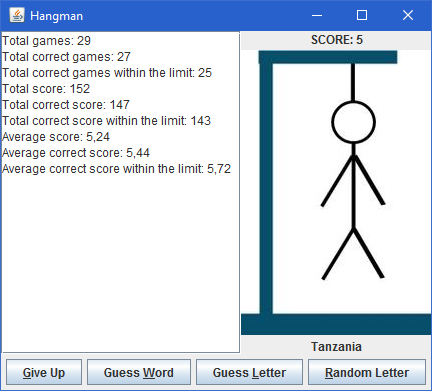 Hangman
Total games: 29
Total correct games: 27
Total correct games within the limit: 25
Total score: 152
Total correct score: 147
Total correct score within the limit: 143
Average score: 5,24
Average correct score: 5,44
Average correct score within the limit: 5,72
SCORE: 5
Tanzania
Give Up Guess Word Guess Letter Random Letter